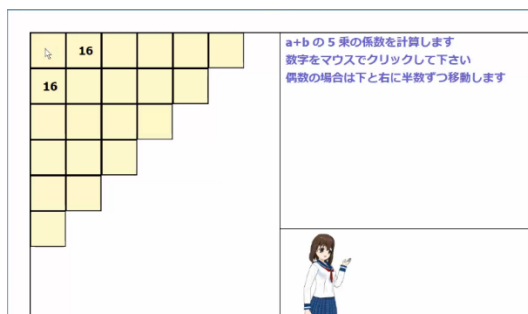 16
a+b の 5 乗の係数を計算します
数字をマウスでクリックして下さい
16
偶数の場合は下と右に半数ずつ移動します